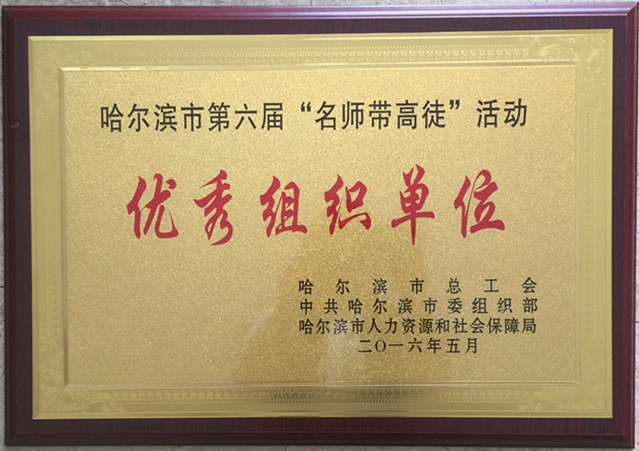 哈尔滨市第六届“名师带高徒”活动
优秀组织单位
哈尔滨市总工会
中共哈尔滨市委组织部
哈尔滨市人力资源和社会保障局
二〇一六年五月